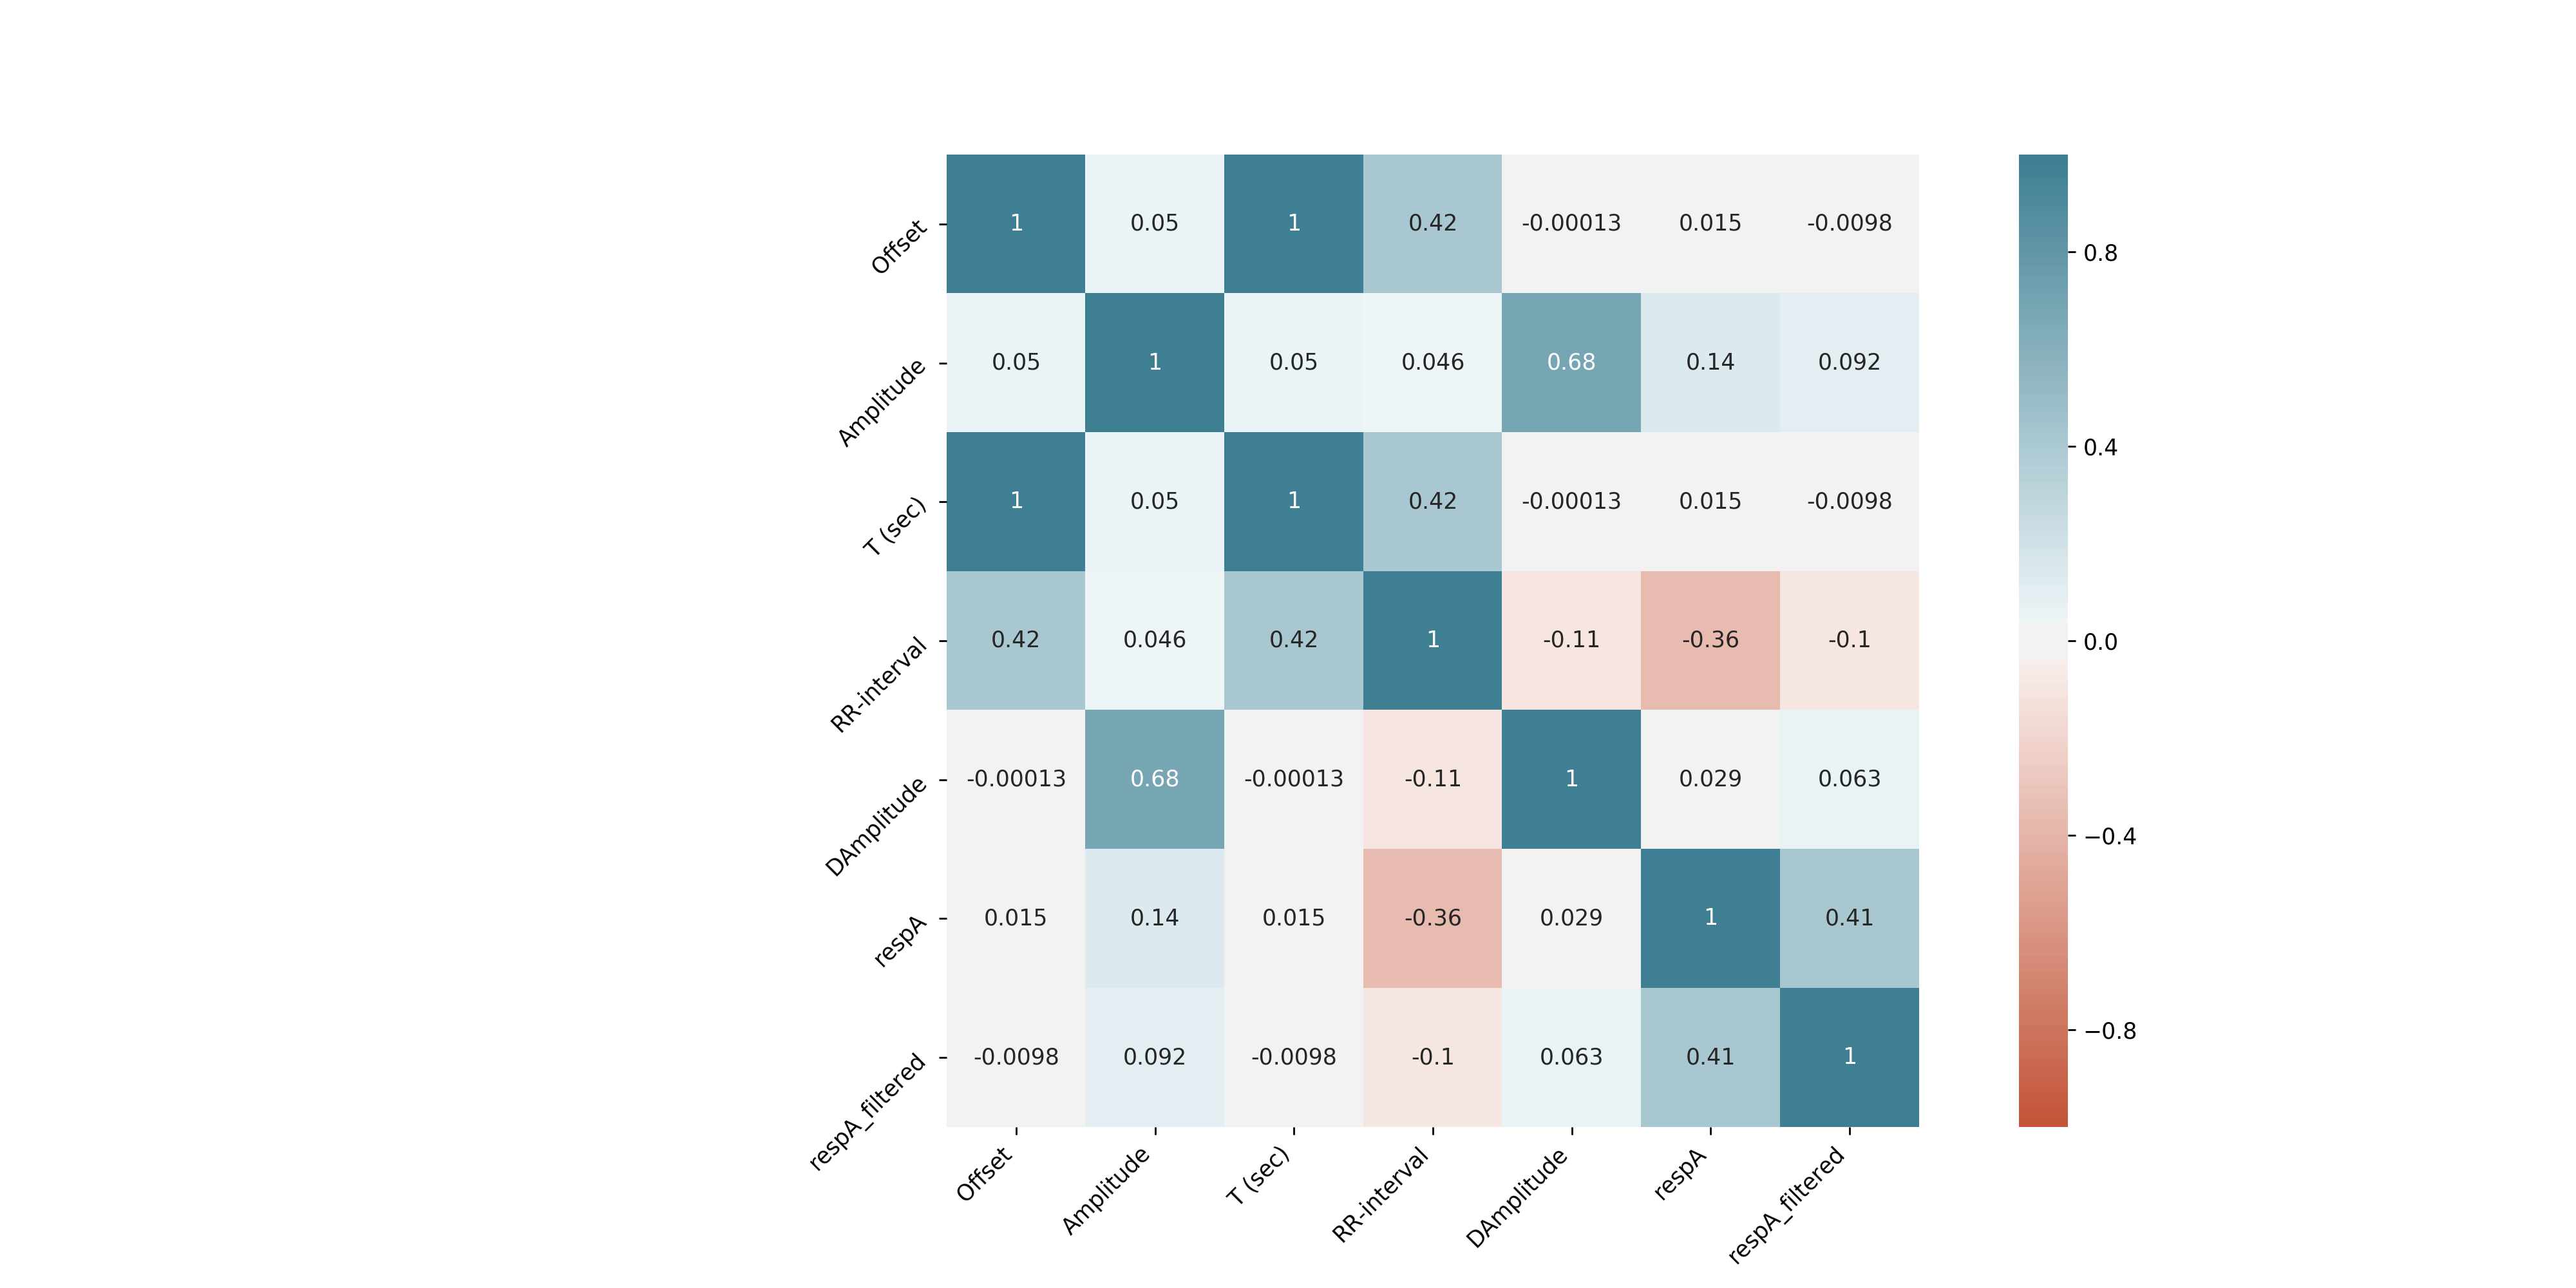 Offset 1 0.05 1 0.42 -0.00013 0.015 -0.0098
Amplitude 0.05 1 0.05 0.046 0.68 0.14 0.092
T (sec) 1 0.05 1 0.42 -0.00013 0.015 -0.0098
RR-interval 0.42 0.046 0.42 1 -0.11 -0.36 -0.1
DAmplitude -0.00013 0.68 -0.00013 -0.11 1 0.029 0.063
respA 0.015 0.14 0.015 -0.36 0.029 1 0.41
respA_filtered -0.0098 0.092 -0.0098 -0.1 0.063 0.41 1
Offset Amplitude T (sec) RR-interval DAmplitude respA respA_filtered
0.8
0.4
0.0
−0.4
−0.8